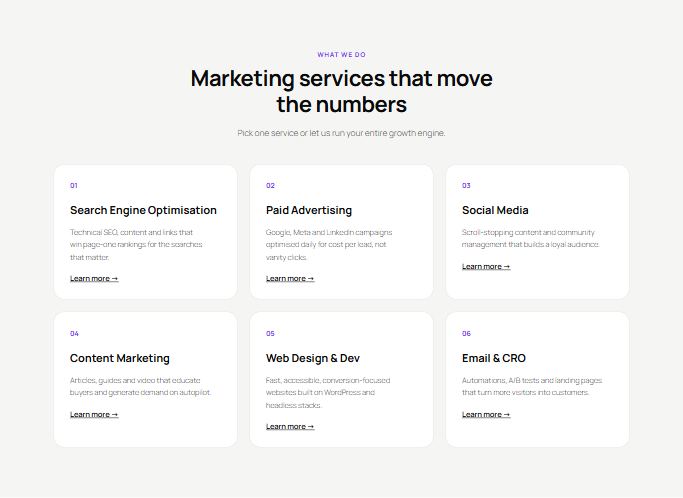 WHAT WE DO
Marketing services that move
the numbers
Pick one service or let us run your entire growth engine.
01
Search Engine Optimisation
Technical SEO, content and links that
win page-one rankings for the searches
that matter.
Learn more →
02
Paid Advertising
Google, Meta and LinkedIn campaigns
optimised daily for cost per lead, not
vanity clicks.
Learn more →
03
Social Media
Scroll-stopping content and community
management that builds a loyal audience.
Learn more →
04
Content Marketing
Articles, guides and video that educate
buyers and generate demand on autopilot.
Learn more →
05
Web Design & Dev
Fast, accessible, conversion-focused
websites built on WordPress and
headless stacks.
Learn more →
06
Email & CRO
Automations, A/B tests and landing pages
that turn more visitors into customers.
Learn more →